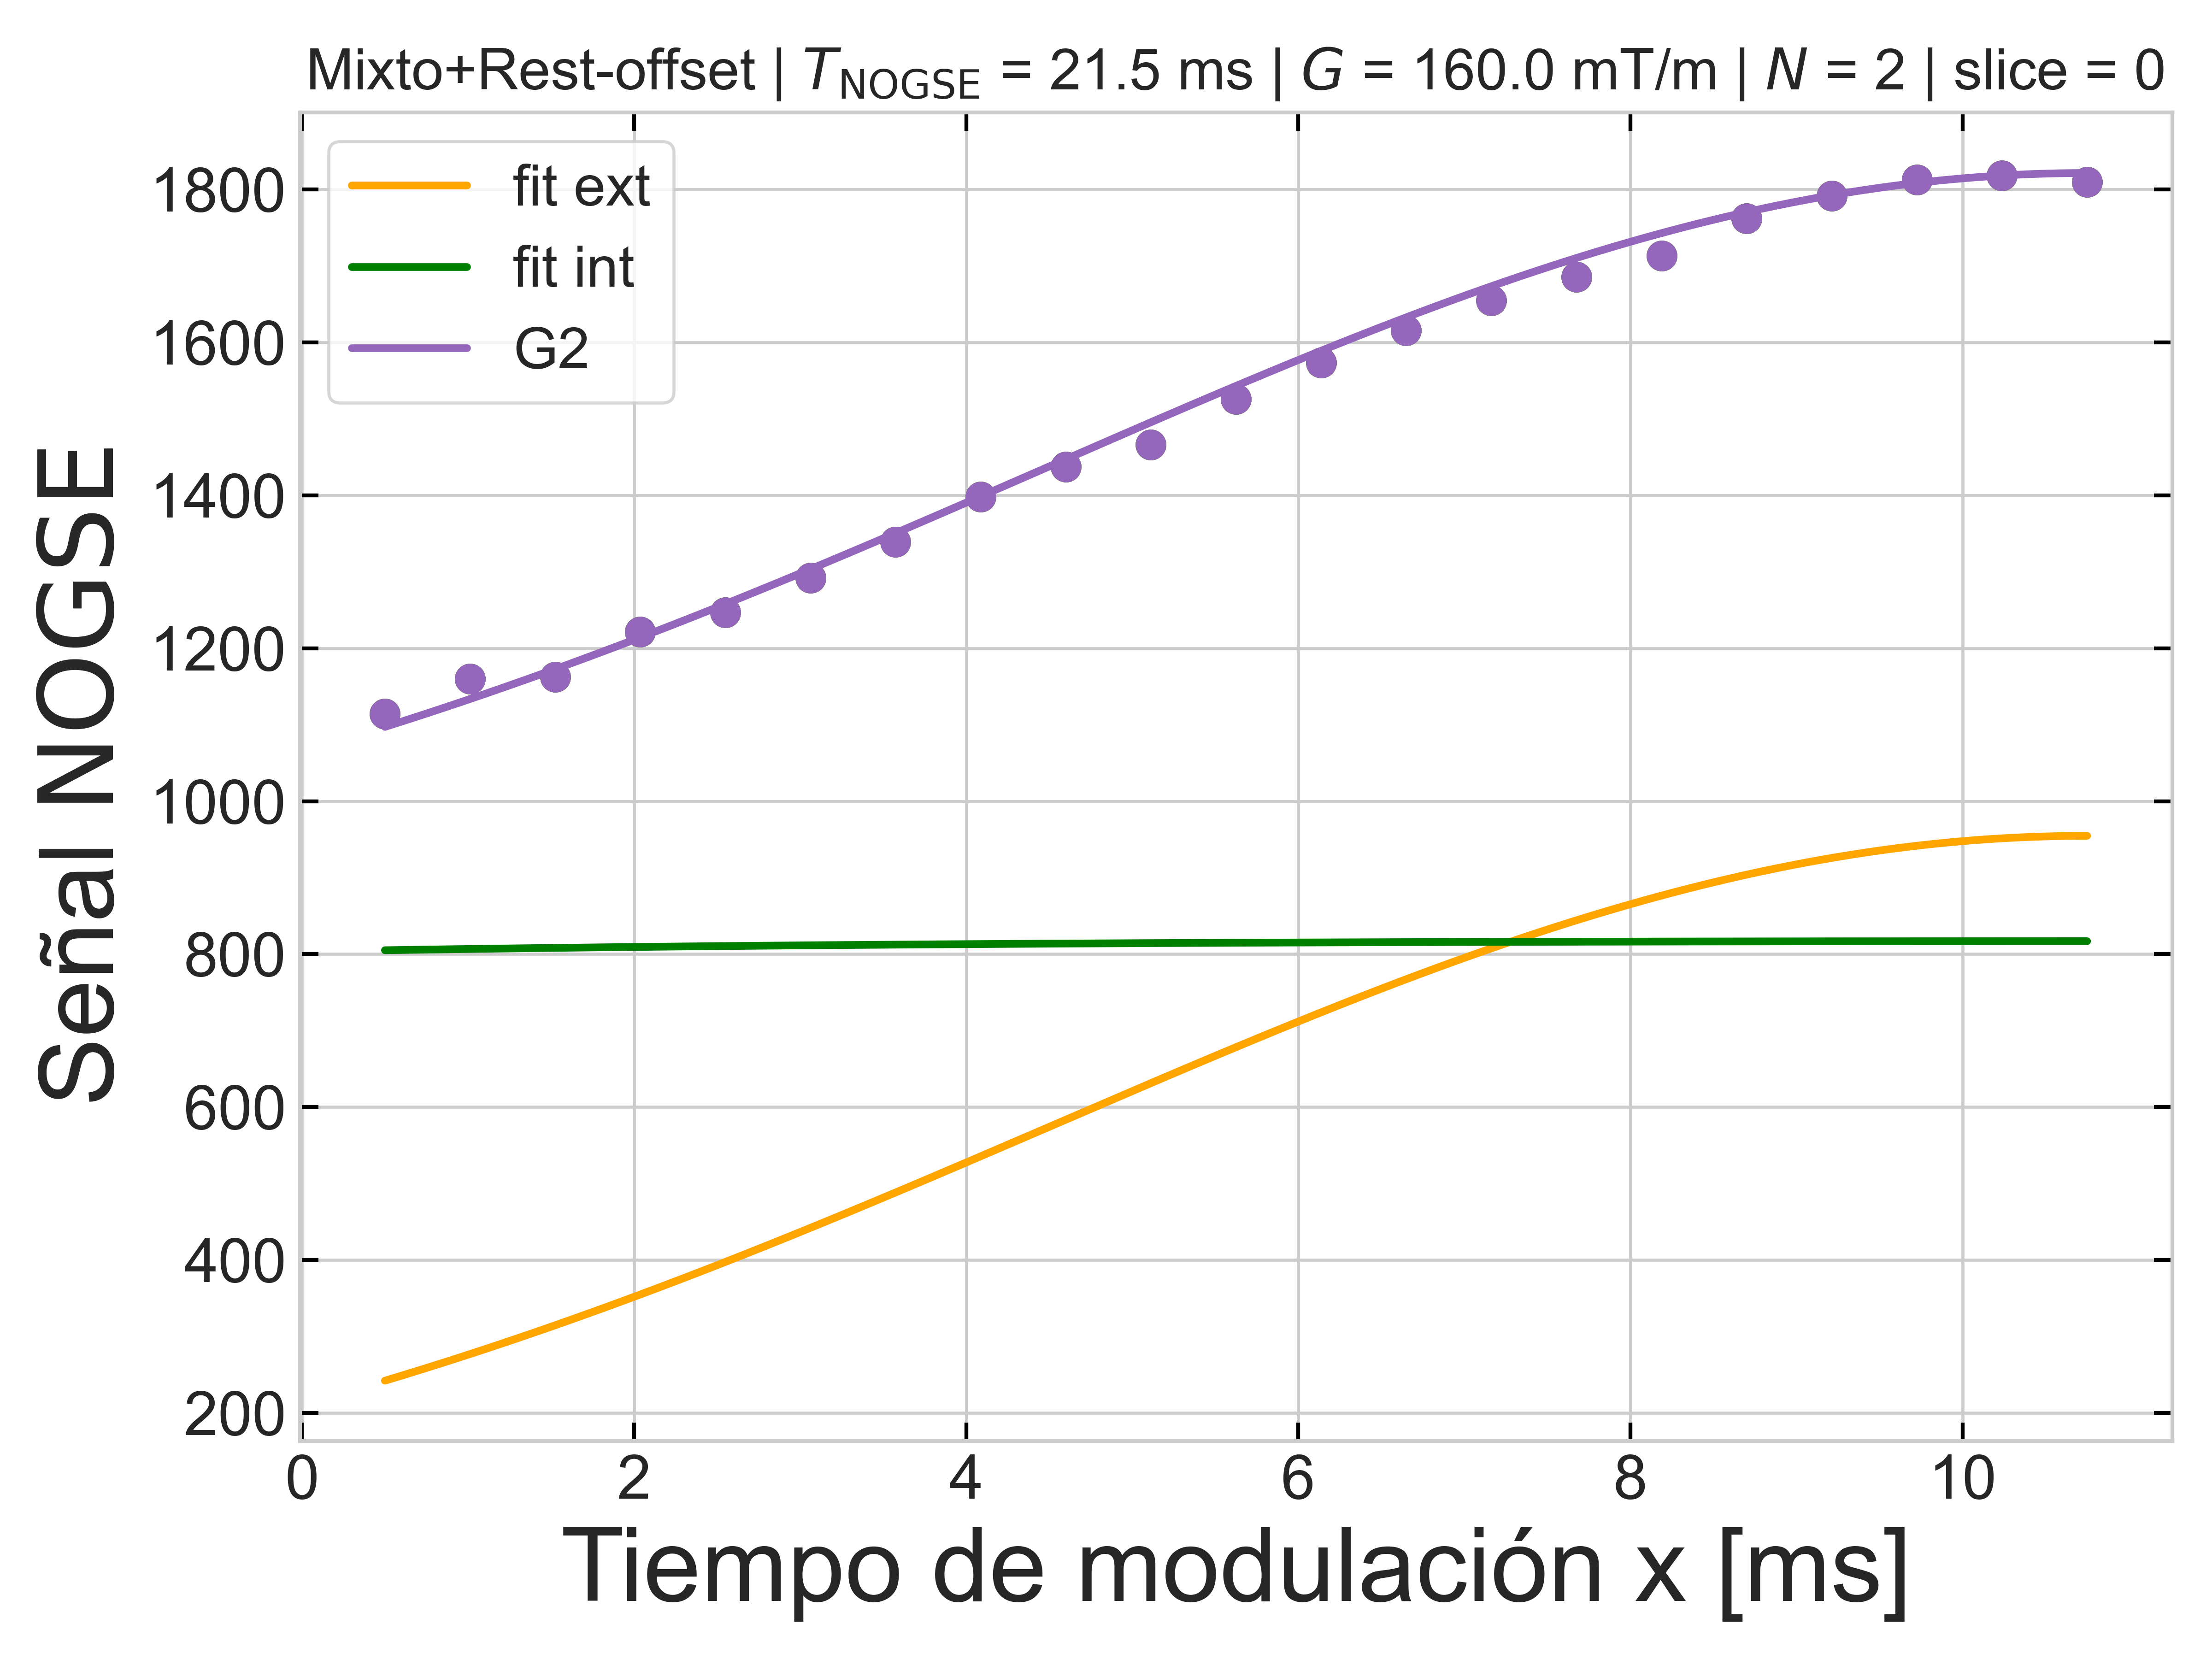 Mixto+Rest-offset | T_NOGSE = 21.5 ms | G = 160.0 mT/m | N = 2 | slice = 0
fit ext
fit int
G2
Señal NOGSE
1800
1600
1400
1200
1000
800
600
400
200
0 2 4 6 8 10
Tiempo de modulación x [ms]